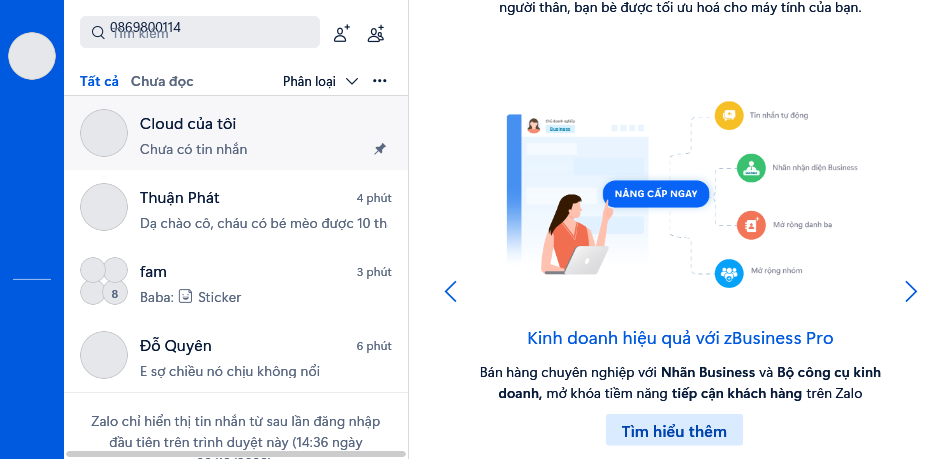 0869800114
Tìm kiếm
Tất cả Chưa đọc Phân loại
Cloud của tôi
Chưa có tin nhắn
Thuận Phát 4 phút
Dạ chào cô, cháu có bé mèo được 10 th
fam 3 phút
8
Baba: Sticker
Đỗ Quyên 6 phút
E sợ chiều nó chịu không nổi
Zalo chỉ hiển thị tin nhắn từ sau lần đăng nhập
đầu tiên trên trình duyệt này (14:36 ngày
người thân, bạn bè được tối ưu hoá cho máy tính của bạn.
Chủ doanh nghiệp
Business
NÂNG CẤP NGAY
Tin nhắn tự động
Nhãn nhận diện Business
Mở rộng danh bạ
Mở rộng nhóm
Kinh doanh hiệu quả với zBusiness Pro
Bán hàng chuyên nghiệp với Nhãn Business và Bộ công cụ kinh
doanh, mở khóa tiềm năng tiếp cận khách hàng trên Zalo
Tìm hiểu thêm